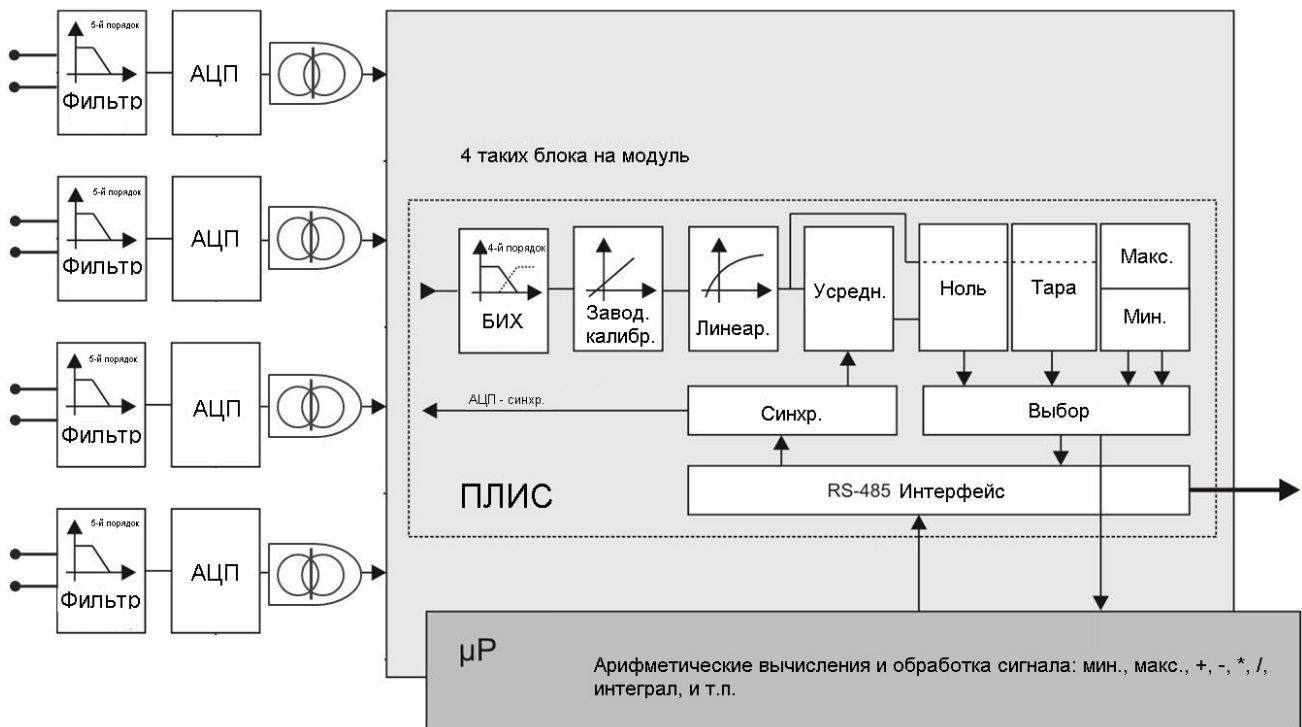 5-й порядок
Фильтр
АЦП
5-й порядок
Фильтр
АЦП
5-й порядок
Фильтр
АЦП
5-й порядок
Фильтр
АЦП
4 таких блока на модуль
4-й порядок
БИХ
Завод.
калибр.
Линеар.
Усредн.
Ноль
Тара
Макс.
Мин.
АЦП - синхр.
Синхр.
Выбор
ПЛИС
RS-485 Интерфейс
µP
Арифметические вычисления и обработка сигнала: мин., макс., +, -, *, /,
интеграл, и т.п.